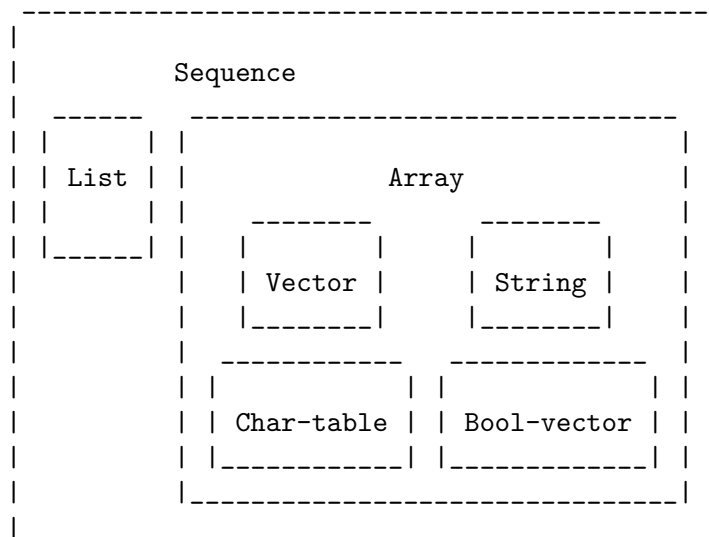 Sequence
List Array
Vector String
Char-table Bool-vector